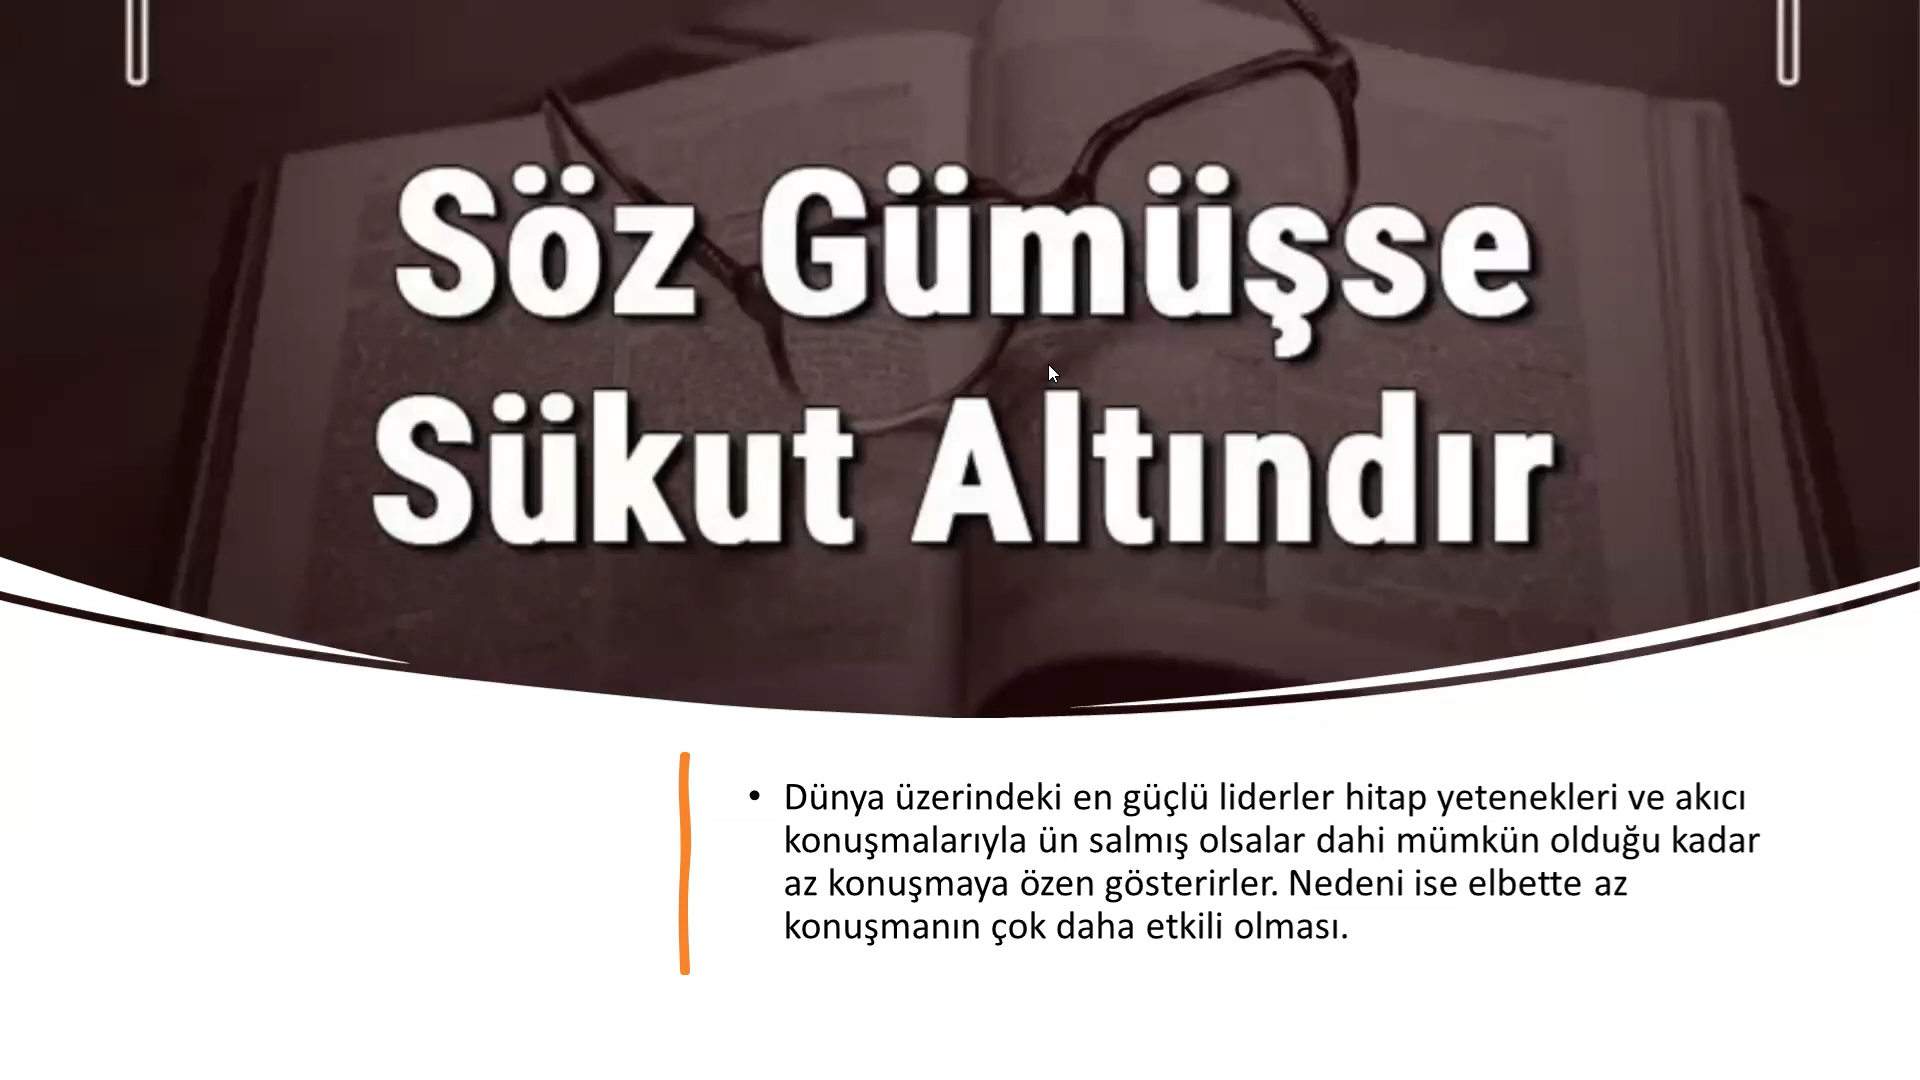 Söz Gümüşse
Sükut Altındır
• Dünya üzerindeki en güçlü liderler hitap yetenekleri ve akıcı
konuşmalarıyla ün salmış olsalar dahi mümkün olduğu kadar
az konuşmaya özen gösterirler. Nedeni ise elbette az
konuşmanın çok daha etkili olması.